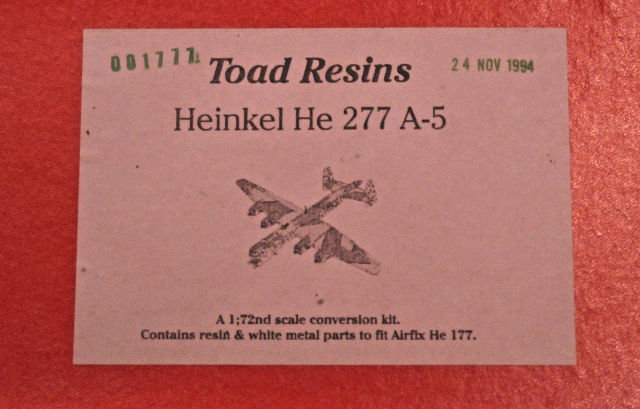 001777
Toad Resins
24 NOV 1994
Heinkel He 277 A-5
A 1;72nd scale conversion kit.
Contains resin & white metal parts to fit Airfix He 177.